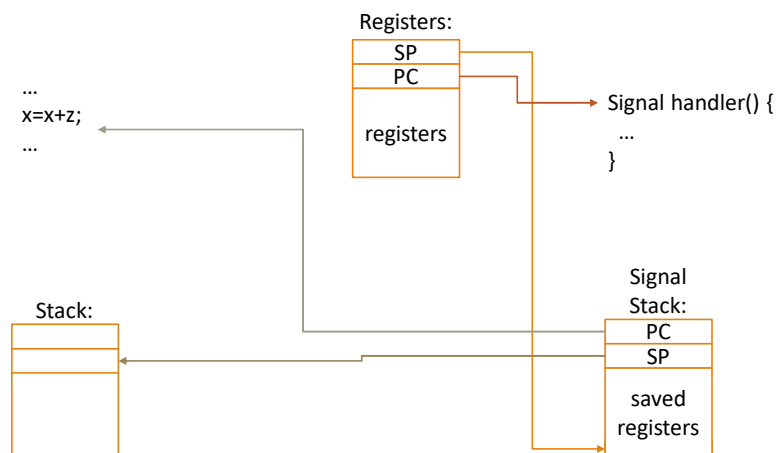 Registers:
SP
PC
registers
...
x=x+z;
...
Signal handler() {
...
}
Stack:
Signal
Stack:
PC
SP
saved
registers